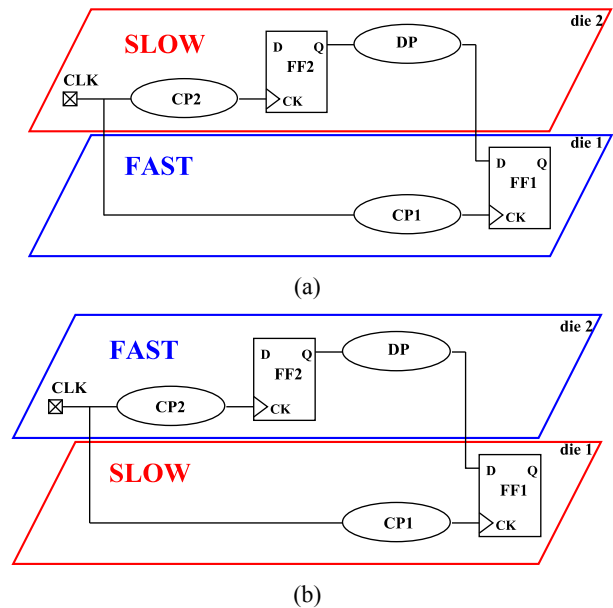 die 2
SLOW
D Q
DP
FF2
CLK
CP2
CK
die 1
FAST
D Q
FF1
CP1
CK
(a)
die 2
FAST
D Q
DP
FF2
CLK
CP2
CK
die 1
SLOW
D Q
FF1
CP1
CK
(b)